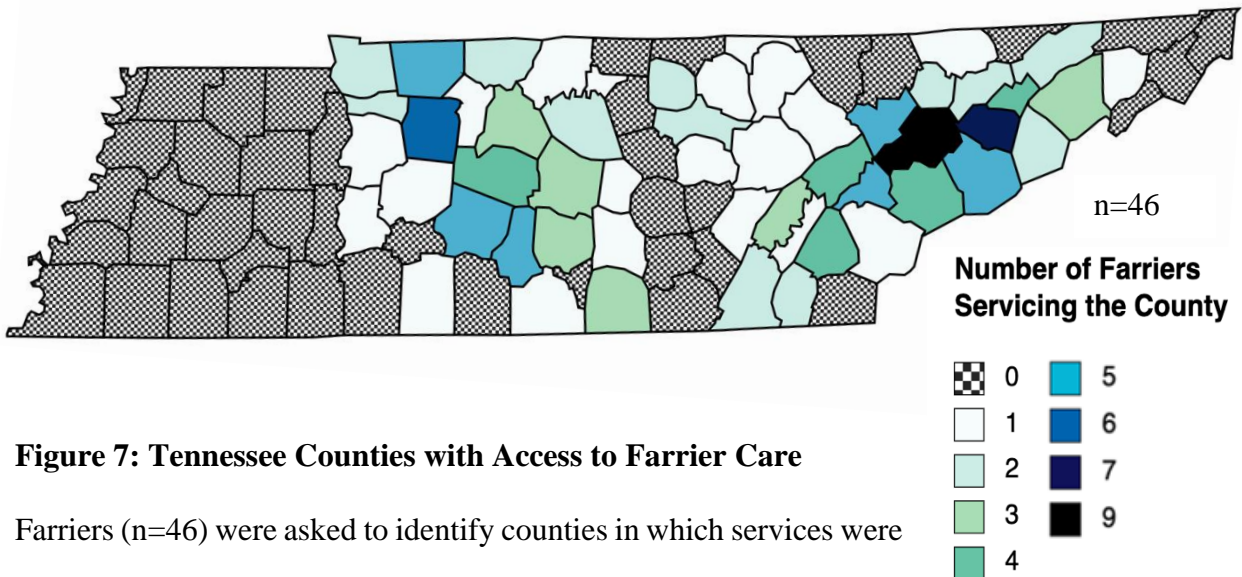 n=46
Number of Farriers
Servicing the County
0 5
1 6
2 7
3 9
4
Figure 7: Tennessee Counties with Access to Farrier Care
Farriers (n=46) were asked to identify counties in which services were